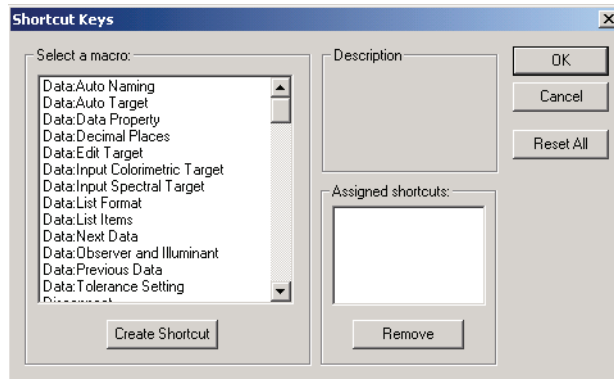 Shortcut Keys
Select a macro:
Data:Auto Naming
Data:Auto Target
Data:Data Property
Data:Decimal Places
Data:Edit Target
Data:Input Colorimetric Target
Data:Input Spectral Target
Data:List Format
Data:List Items
Data:Next Data
Data:Observer and Illuminant
Data:Previous Data
Data:Tolerance Setting
Create Shortcut
Description
Assigned shortcuts:
Remove
OK
Cancel
Reset All